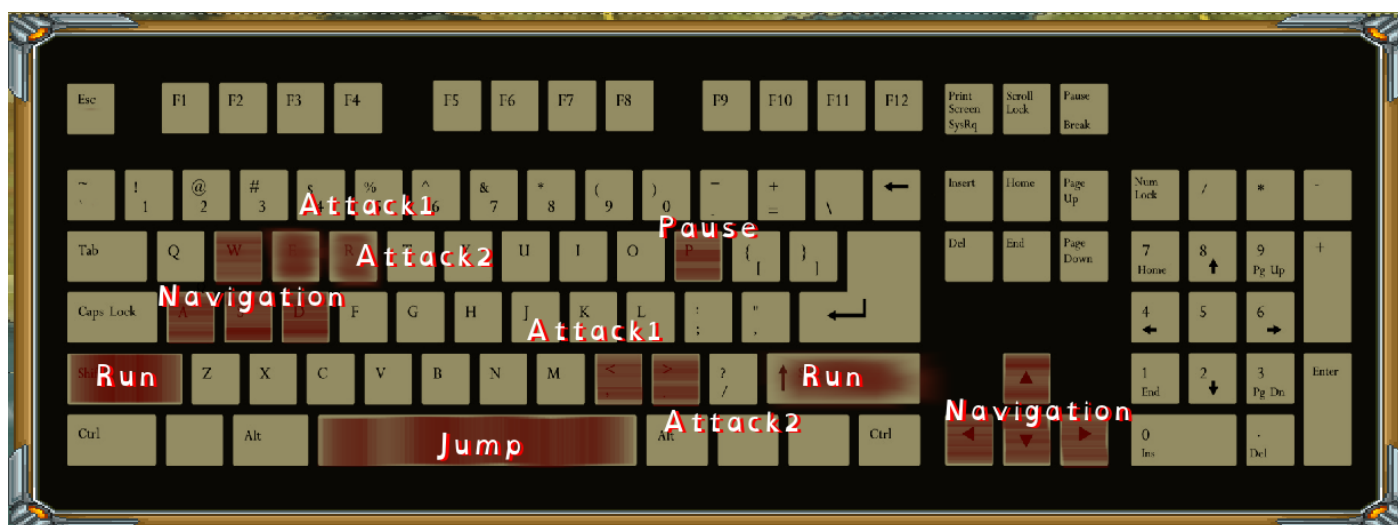 Esc F1 F2 F3 F4 F5 F6 F7 F8 F9 F10 F11 F12 Print Screen SysRq Scroll Lock Pause Break
~ ! @ # $ % ^ & * ( ) _ +
` 1 2 3 4 6 7 8 9 0 - = \ Insert Home Page Up Num Lock / * -
Attack1
Pause
Tab Q W E R T Y U I O P { [ } ] Del End Page Down 7 Home 8 9 Pg Up +
Attack2
Navigation
Caps Lock A S D F G H J K L : ; " ' 4 5 6
Attack1
Shift Z X C V B N M < , > . ? / 1 End 2 3 Pg Dn Enter
Run
Run
Attack2
Navigation
Ctrl Alt Alt Ctrl 0 Ins . Del
Jump